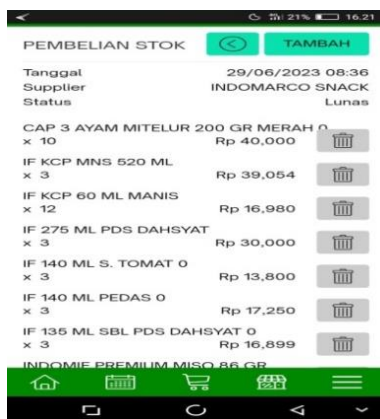 21% 16.21
PEMBELIAN STOK TAMBAH
Tanggal 29/06/2023 08:36
Supplier INDOMARCO SNACK
Status Lunas
CAP 3 AYAM MITELUR 200 GR MERAH 0
x 10 Rp 40,000
IF KCP MNS 520 ML
x 3 Rp 39,054
IF KCP 60 ML MANIS
x 12 Rp 16,980
IF 275 ML PDS DAHSYAT
x 3 Rp 30,000
IF 140 ML S. TOMAT 0
x 3 Rp 13,800
IF 140 ML PEDAS 0
x 3 Rp 17,250
IF 135 ML SBL PDS DAHSYAT 0
x 3 Rp 16,899
INDOMIE PREMIUM MISO 86 GR